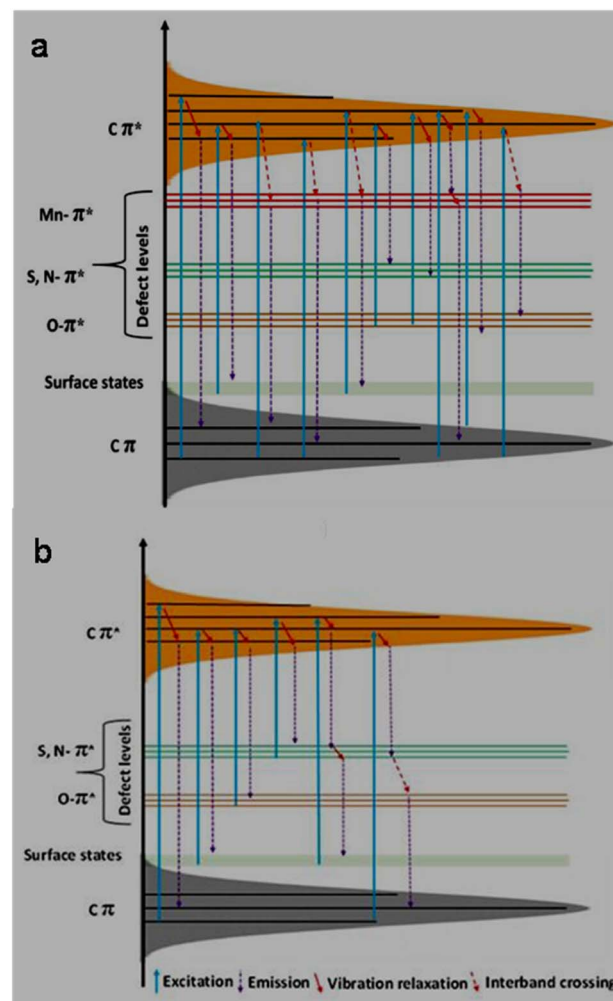 a
C π*
Mn- π*
S, N- π*
O-π*
Defect levels
Surface states
C π
b
C π*
S, N- π*
O-π*
Defect levels
Surface states
C π
Excitation
Emission
Vibration relaxation
Interband crossing